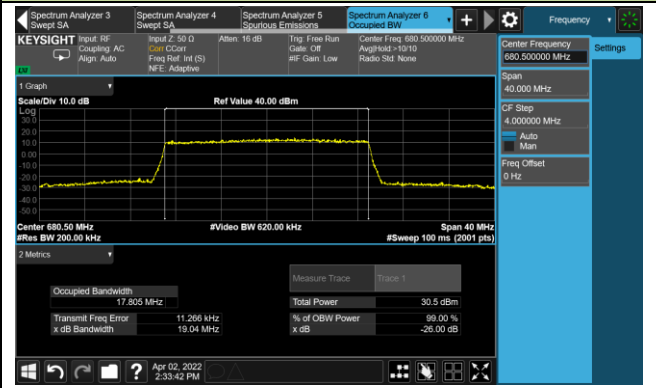 Spectrum Analyzer 3
Swept SA
Spectrum Analyzer 4
Swept SA
Spectrum Analyzer 5
Spurious Emissions
Spectrum Analyzer 6
Occupied BW
Frequency
KEYSIGHT
Input: RF
Coupling: AC
Align: Auto
Input Z: 50 Ω
Corr CCorr
Freq Ref: Int (S)
NFE: Adaptive
Atten: 16 dB
Trig: Free Run
Gate: Off
#IF Gain: Low
Center Freq: 680.500000 MHz
Avg|Hold:>10/10
Radio Std: None
Center Frequency
680.500000 MHz
Settings
Span
40.000 MHz
CF Step
4.000000 MHz
Auto
Man
Freq Offset
0 Hz
1 Graph
Scale/Div 10.0 dB
Ref Value 40.00 dBm
Log
30.0
20.0
10.0
0.00
-10.0
-20.0
-30.0
-40.0
-50.0
Center 680.50 MHz
#Video BW 620.00 kHz
Span 40 MHz
#Res BW 200.00 kHz
#Sweep 100 ms (2001 pts)
2 Metrics
Measure Trace
Trace 1
Occupied Bandwidth
17.805 MHz
Total Power
30.5 dBm
Transmit Freq Error
11.266 kHz
% of OBW Power
99.00 %
x dB Bandwidth
19.04 MHz
x dB
-26.00 dB
Apr 02, 2022
2:33:42 PM